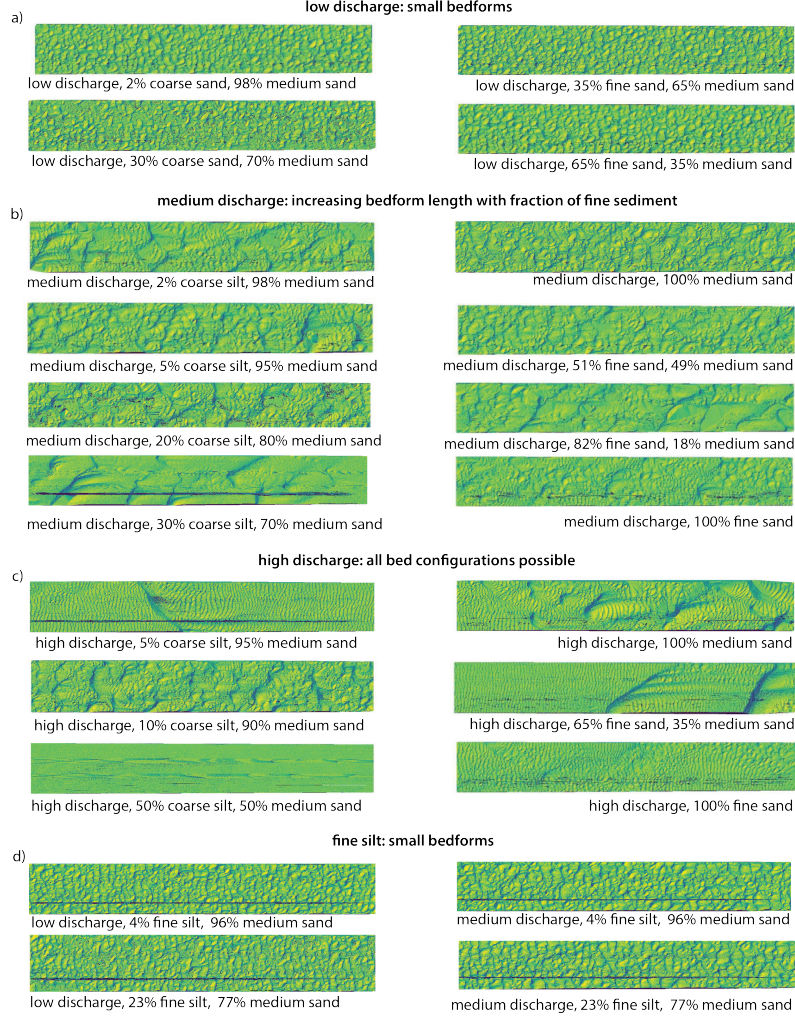 low discharge: small bedforms
a)
low discharge, 2% coarse sand, 98% medium sand
low discharge, 35% fine sand, 65% medium sand
low discharge, 30% coarse sand, 70% medium sand
low discharge, 65% fine sand, 35% medium sand
medium discharge: increasing bedform length with fraction of fine sediment
b)
medium discharge, 2% coarse silt, 98% medium sand
medium discharge, 100% medium sand
medium discharge, 5% coarse silt, 95% medium sand
medium discharge, 51% fine sand, 49% medium sand
medium discharge, 20% coarse silt, 80% medium sand
medium discharge, 82% fine sand, 18% medium sand
medium discharge, 30% coarse silt, 70% medium sand
medium discharge, 100% fine sand
high discharge: all bed configurations possible
c)
high discharge, 5% coarse silt, 95% medium sand
high discharge, 100% medium sand
high discharge, 10% coarse silt, 90% medium sand
high discharge, 65% fine sand, 35% medium sand
high discharge, 50% coarse silt, 50% medium sand
high discharge, 100% fine sand
fine silt: small bedforms
d)
low discharge, 4% fine silt, 96% medium sand
medium discharge, 4% fine silt, 96% medium sand
low discharge, 23% fine silt, 77% medium sand
medium discharge, 23% fine silt, 77% medium sand